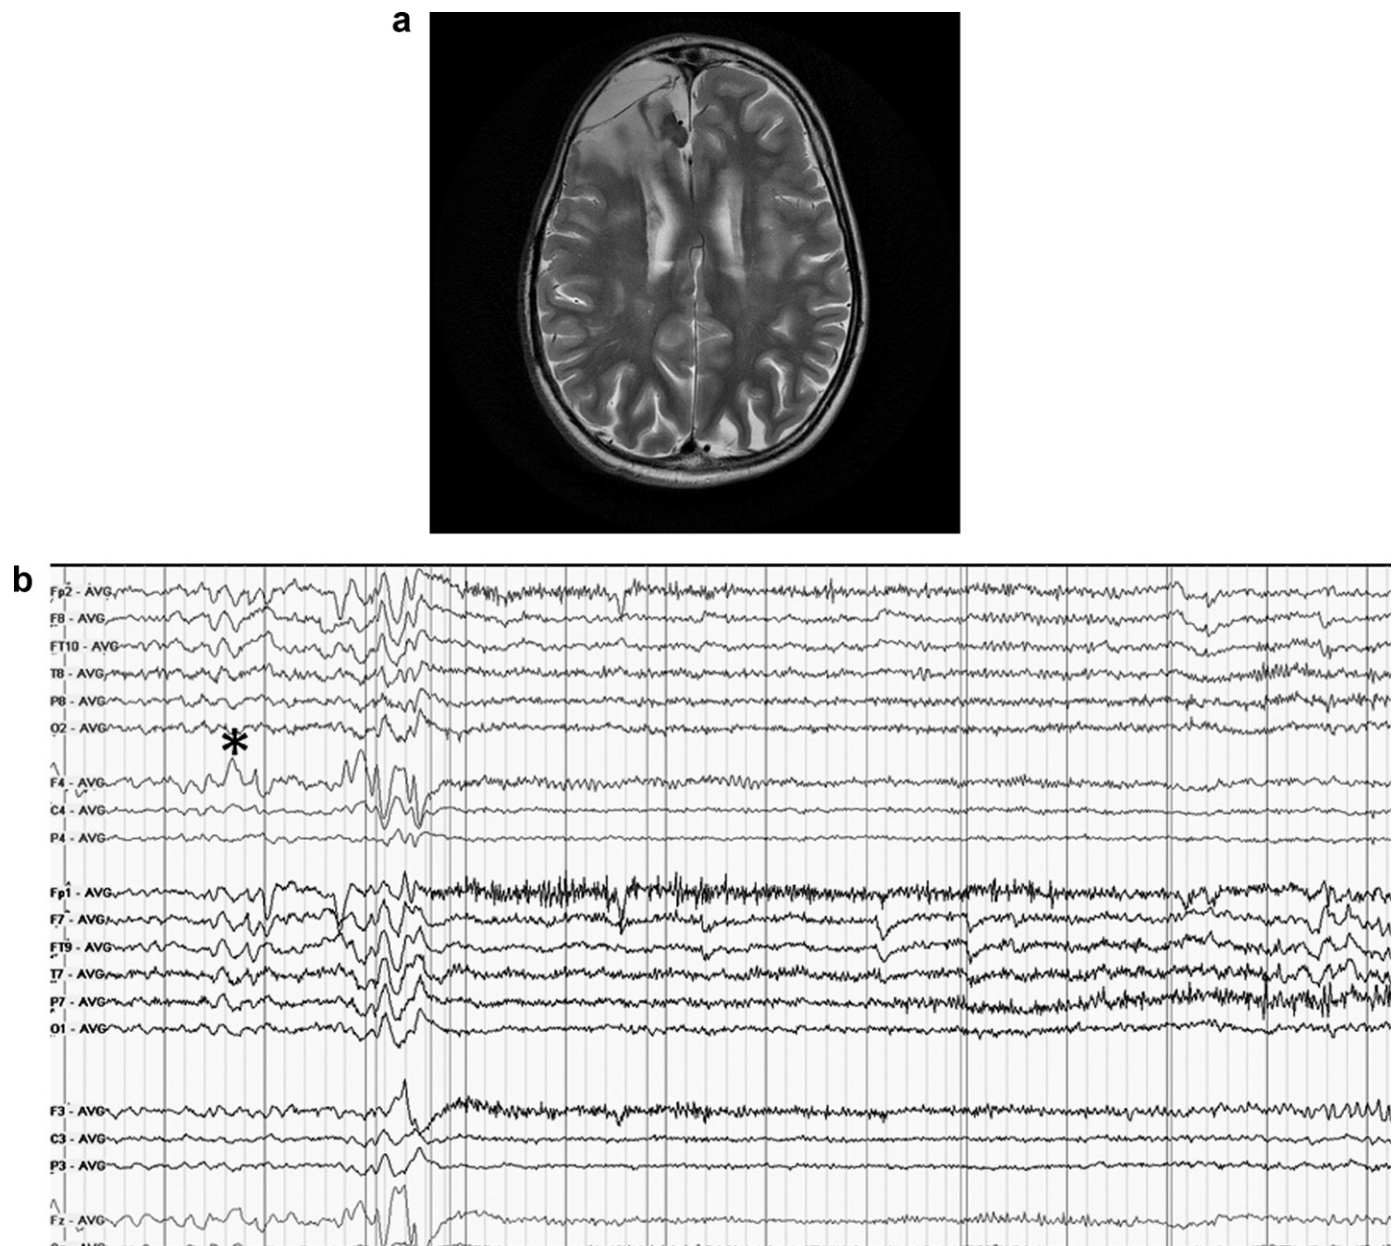 a
b
Fp2 - AVG
F8 - AVG
FT10 - AVG
T8 - AVG
P8 - AVG
O2 - AVG
*
F4 - AVG
C4 - AVG
P4 - AVG
Fp1 - AVG
F7 - AVG
FT9 - AVG
T7 - AVG
P7 - AVG
O1 - AVG
F3 - AVG
C3 - AVG
P3 - AVG
Fz - AVG